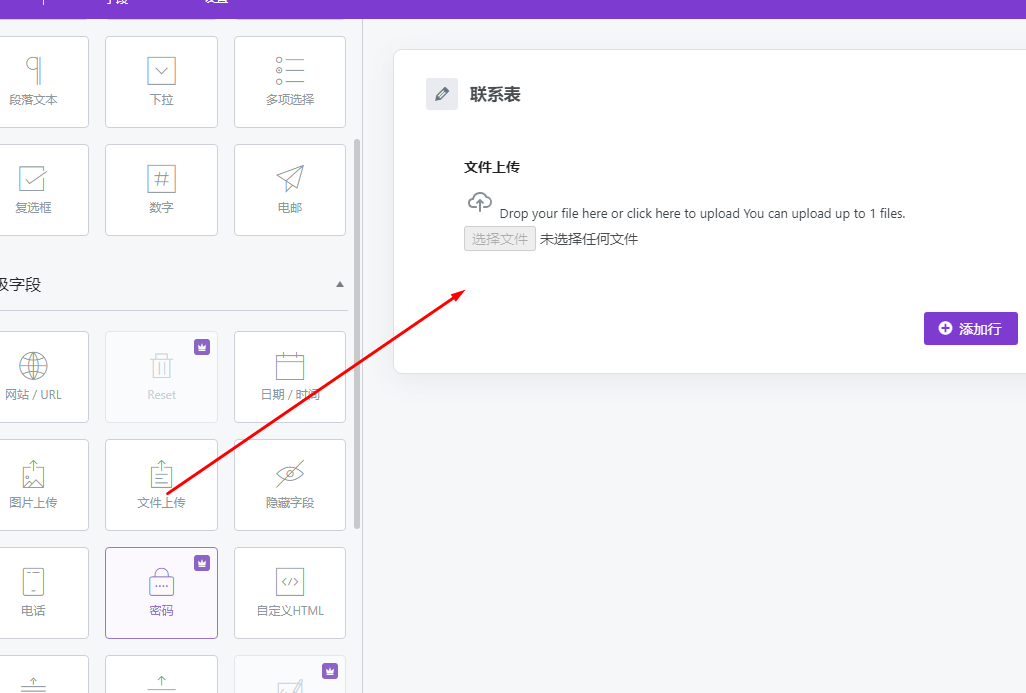 字段
设置
段落文本
下拉
多项选择
复选框
数字
电邮
级字段
网站 / URL
Reset
日期 / 时间
图片上传
文件上传
隐藏字段
电话
密码
自定义HTML
联系表
文件上传
Drop your file here or click here to upload You can upload up to 1 files.
选择文件 未选择任何文件
添加行